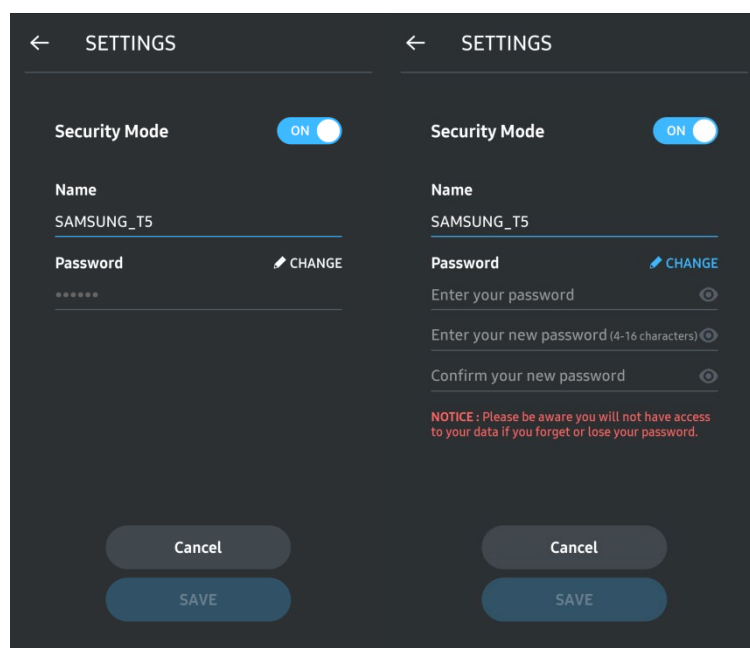 SETTINGS
Security Mode
ON
Name
SAMSUNG_T5
Password
CHANGE
••••••
Cancel
SAVE
SETTINGS
Security Mode
ON
Name
SAMSUNG_T5
Password
CHANGE
Enter your password
Enter your new password (4-16 characters)
Confirm your new password
NOTICE : Please be aware you will not have access
to your data if you forget or lose your password.
Cancel
SAVE